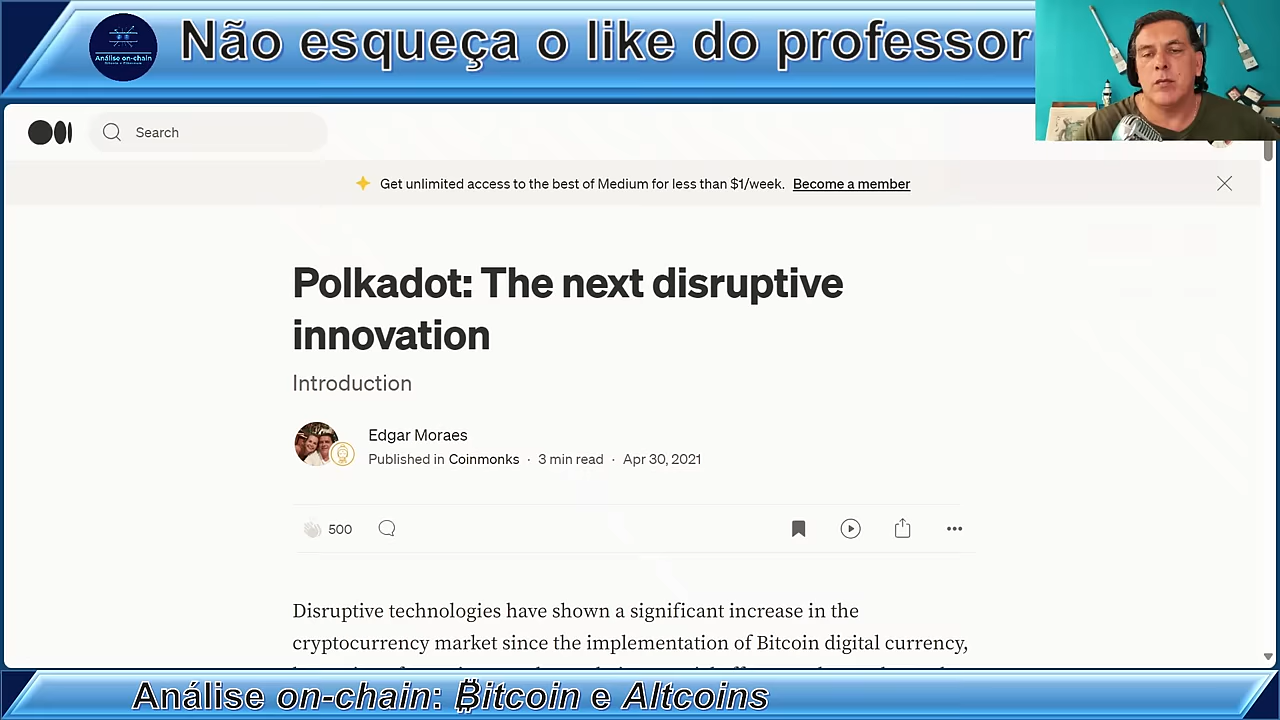 Não esqueça o like do professor
Análise on-chain
Bitcoin e Ethereum
Search
Get unlimited access to the best of Medium for less than $1/week. Become a member
Polkadot: The next disruptive
innovation
Introduction
Edgar Moraes
Published in Coinmonks · 3 min read · Apr 30, 2021
500
Disruptive technologies have shown a significant increase in the
cryptocurrency market since the implementation of Bitcoin digital currency,
Análise on-chain: ₿itcoin e Altcoins